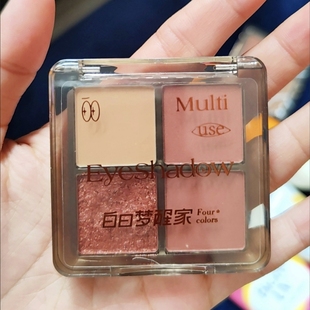 Multi
use
Eyeshadow
白日梦醒家
Four
colors